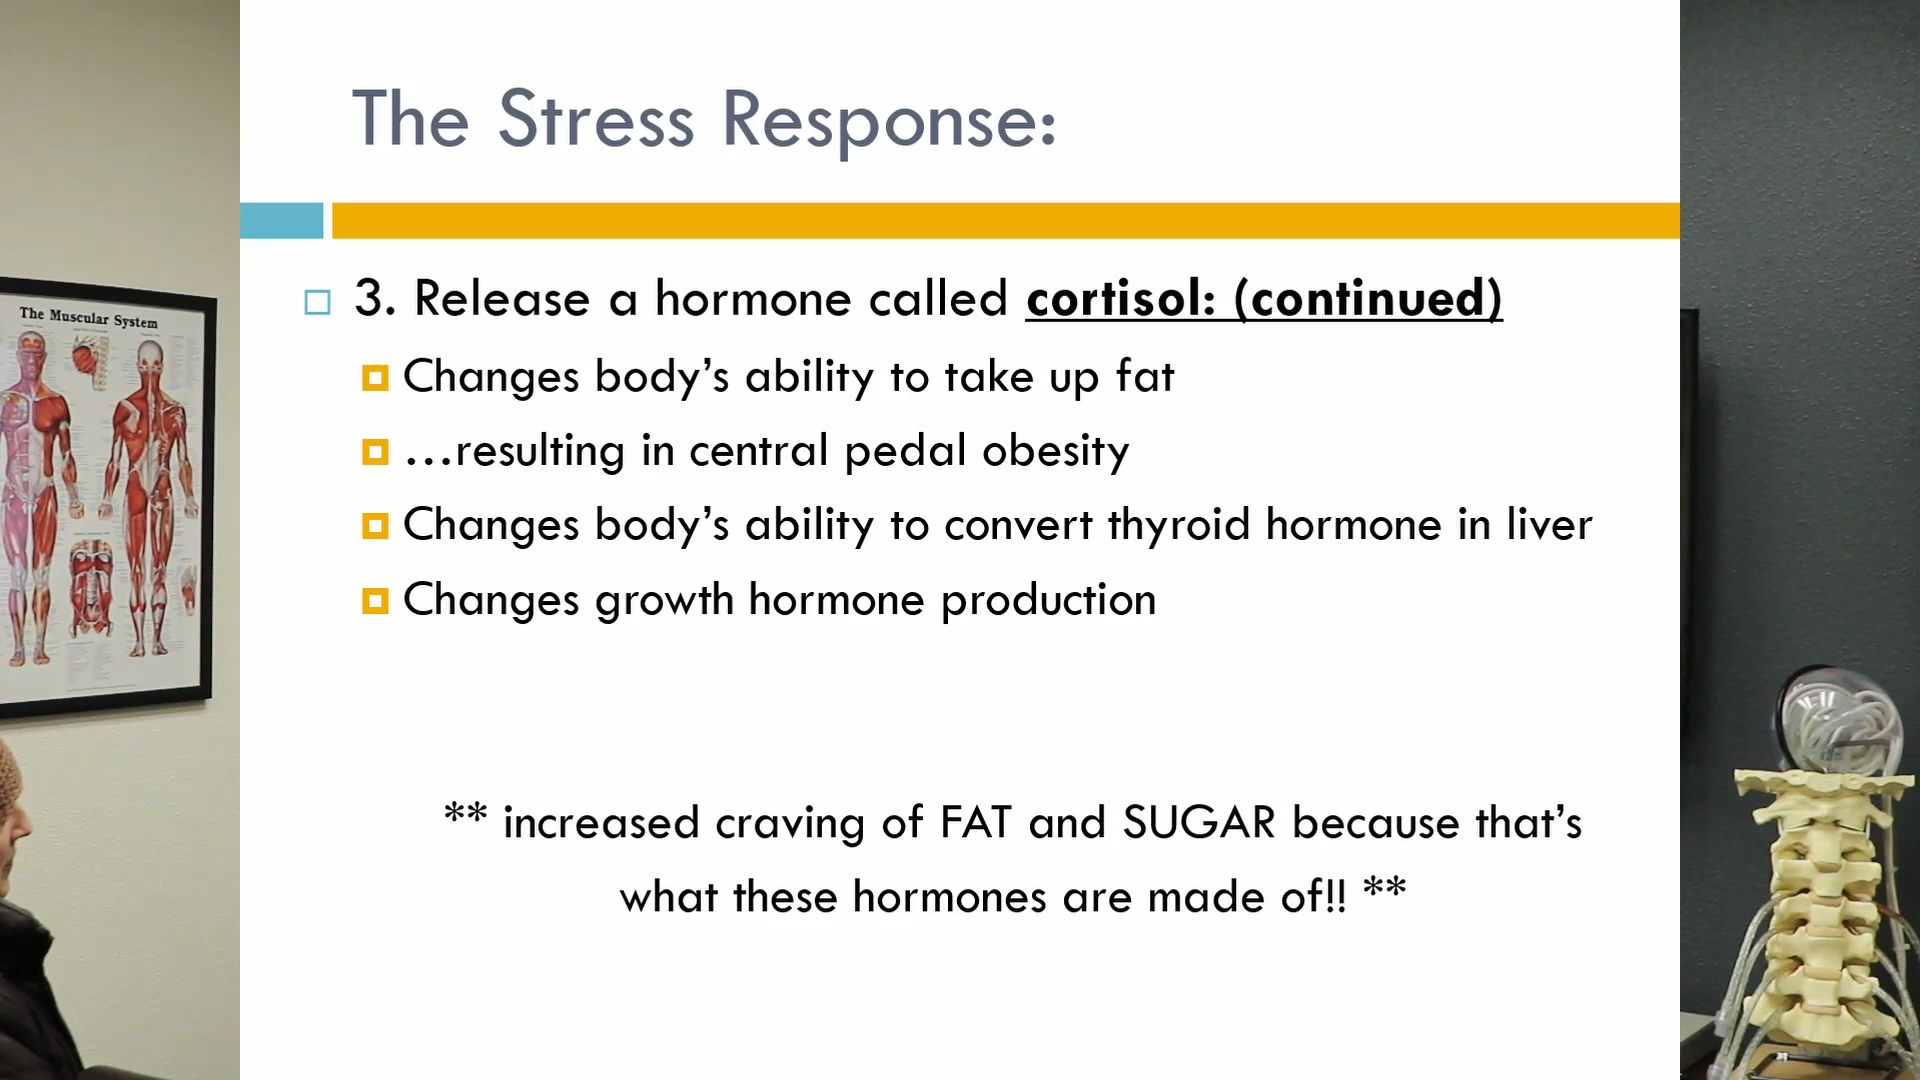 The Stress Response:
3. Release a hormone called cortisol: (continued)
Changes body’s ability to take up fat
…resulting in central pedal obesity
Changes body’s ability to convert thyroid hormone in liver
Changes growth hormone production
** increased craving of FAT and SUGAR because that’s
what these hormones are made of!! **
The Muscular System